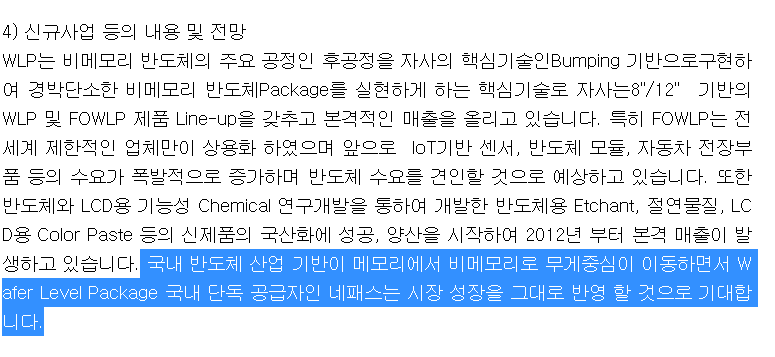 4) 신규사업 등의 내용 및 전망
WLP는 비메모리 반도체의 주요 공정인 후공정을 자사의 핵심기술인Bumping 기반으로구현하
여 경박단소한 비메모리 반도체Package를 실현하게 하는 핵심기술로 자사는8"/12" 기반의
WLP 및 FOWLP 제품 Line-up을 갖추고 본격적인 매출을 올리고 있습니다. 특히 FOWLP는 전
세계 제한적인 업체만이 상용화 하였으며 앞으로 IoT기반 센서, 반도체 모듈, 자동차 전장부
품 등의 수요가 폭발적으로 증가하며 반도체 수요를 견인할 것으로 예상하고 있습니다. 또한
반도체와 LCD용 기능성 Chemical 연구개발을 통하여 개발한 반도체용 Etchant, 절연물질, LC
D용 Color Paste 등의 신제품의 국산화에 성공, 양산을 시작하여 2012년 부터 본격 매출이 발
생하고 있습니다. 국내 반도체 산업 기반이 메모리에서 비메모리로 무게중심이 이동하면서 W
afer Level Package 국내 단독 공급자인 네패스는 시장 성장을 그대로 반영 할 것으로 기대합
니다.